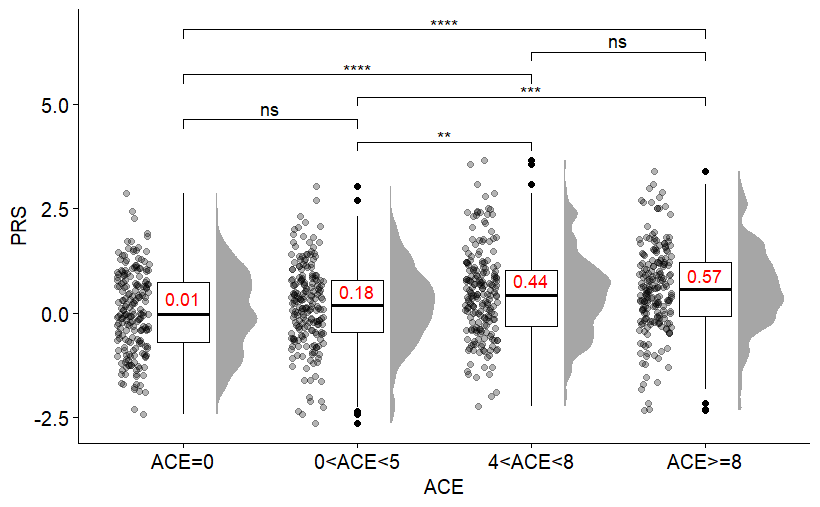 ****
ns
****
***
ns
**
PRS
5.0
2.5
0.0
-2.5
0.01
0.18
0.44
0.57
ACE=0
0<ACE<5
4<ACE<8
ACE>=8
ACE